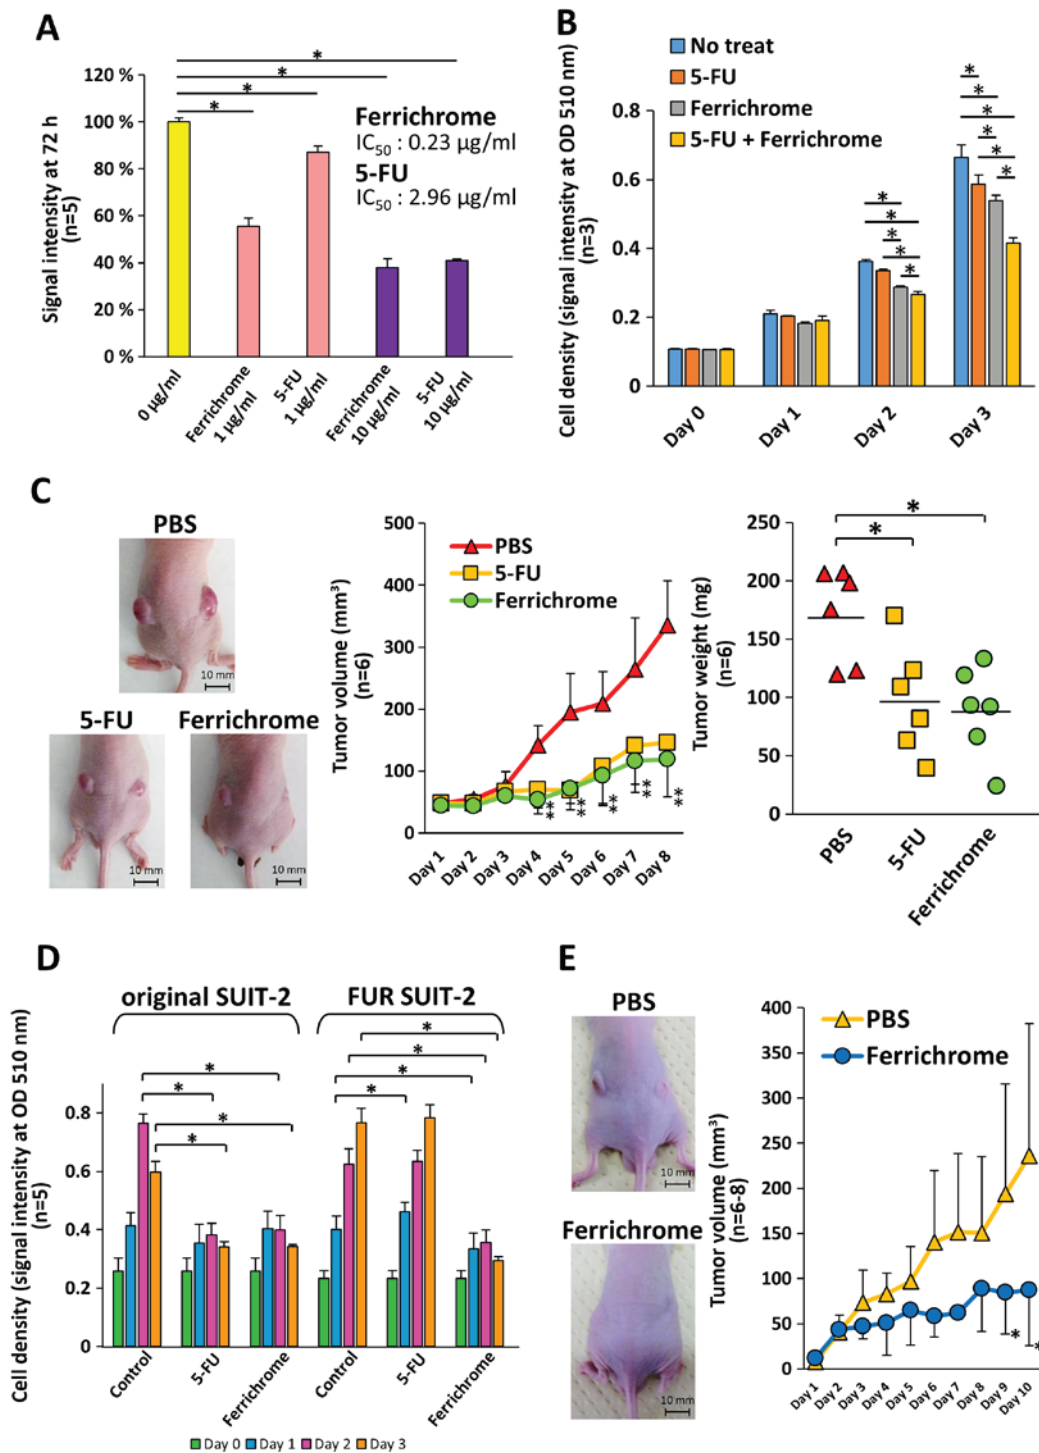 A
Signal intensity at 72 h
(n=5)
120 %
100 %
80 %
60 %
40 %
20 %
0 %
*
*
*
*
Ferrichrome
IC50 : 0.23 µg/ml
5-FU
IC50 : 2.96 µg/ml
0 µg/ml
Ferrichrome
1 µg/ml
5-FU
1 µg/ml
Ferrichrome
10 µg/ml
5-FU
10 µg/ml
B
Cell density (signal intensity at OD 510 nm)
(n=3)
No treat
5-FU
Ferrichrome
5-FU + Ferrichrome
0.8
0.6
0.4
0.2
0
*
*
*
*
*
*
*
*
*
*
*
Day 0
Day 1
Day 2
Day 3
C
PBS
10 mm
5-FU
10 mm
Ferrichrome
10 mm
Tumor volume (mm³)
(n=6)
500
400
300
200
100
0
PBS
5-FU
Ferrichrome
*
*
*
*
*
*
*
*
*
*
Day 1
Day 2
Day 3
Day 4
Day 5
Day 6
Day 7
Day 8
Tumor weight (mg)
(n=6)
250
200
150
100
50
0
*
*
PBS
5-FU
Ferrichrome
D
original SUIT-2
FUR SUIT-2
Cell density (signal intensity at OD 510 nm)
(n=5)
0.8
0.6
0.4
0.2
0
*
*
*
*
*
*
*
*
Control
5-FU
Ferrichrome
Control
5-FU
Ferrichrome
Day 0
Day 1
Day 2
Day 3
E
PBS
10 mm
Ferrichrome
10 mm
Tumor volume (mm³)
(n=6-8)
400
350
300
250
200
150
100
50
0
PBS
Ferrichrome
*
*
Day 1
Day 2
Day 3
Day 4
Day 5
Day 6
Day 7
Day 8
Day 9
Day 10